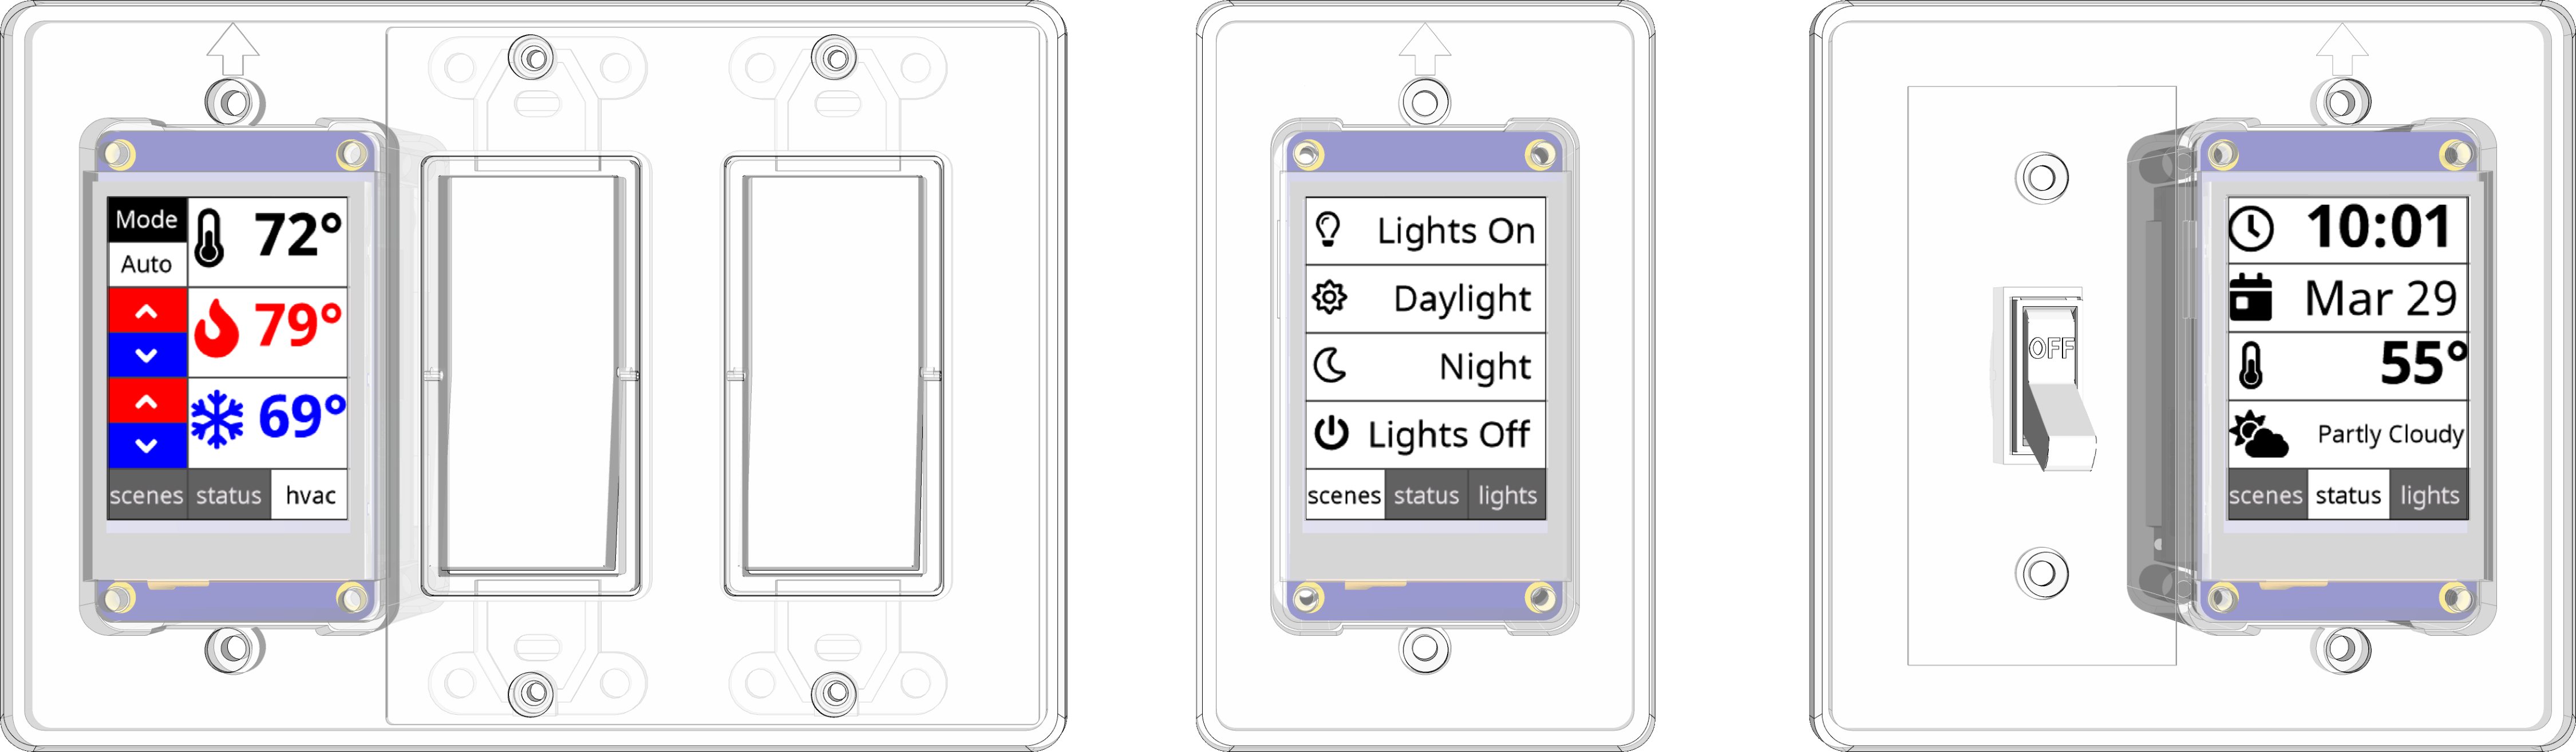 Mode
72°
Auto
79°
69°
scenes status hvac
Lights On
Daylight
Night
Lights Off
scenes status lights
OFF
10:01
Mar 29
55°
Partly Cloudy
scenes status lights